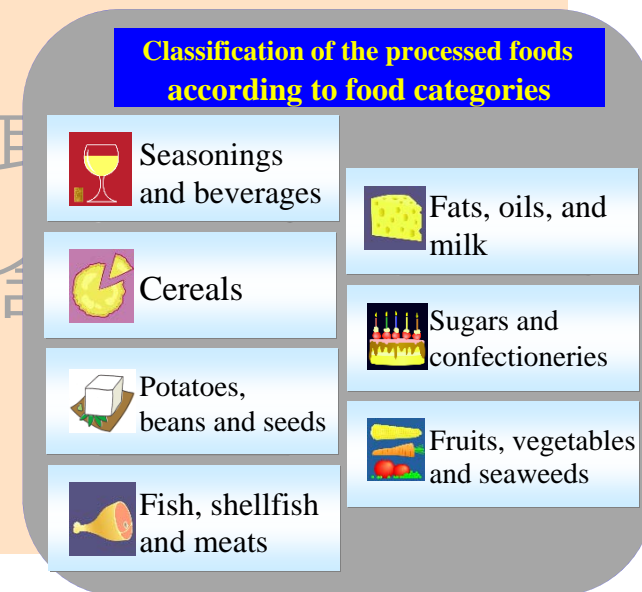 Classification of the processed foods
according to food categories
Seasonings
and beverages
Cereals
Potatoes,
beans and seeds
Fish, shellfish
and meats
Fats, oils, and
milk
Sugars and
confectioneries
Fruits, vegetables
and seaweeds